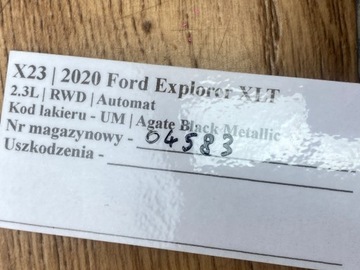 X23 | 2020 Ford Explorer XLT
2.3L | RWD | Automat
Kod lakieru - UM | Agate Black Metallic
Nr magazynowy - 04583
Uszkodzenia -